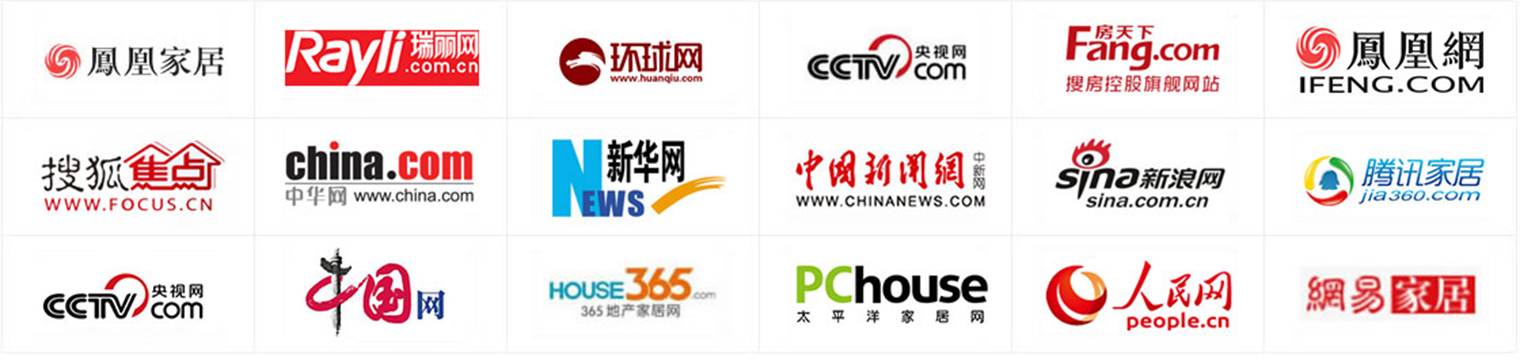 鳳凰家居
Rayli 瑞丽网
.com.cn
环球网
www.huanqiu.com
CCTV 央视网
com
房天下
Fang.com
搜房控股旗舰网站
鳳凰網
IFENG.COM
搜狐焦点
WWW.FOCUS.CN
china.com
中华网 www.china.com
新华网
NEWS
中国新闻網 中新网
WWW.CHINANEWS.COM
sina新浪网
sina.com.cn
腾讯家居
jia360.com
CCTV 央视网
com
中国网
HOUSE365.com
365地产家居网
PChouse
太平洋家居网
人民网
people.cn
網易家居